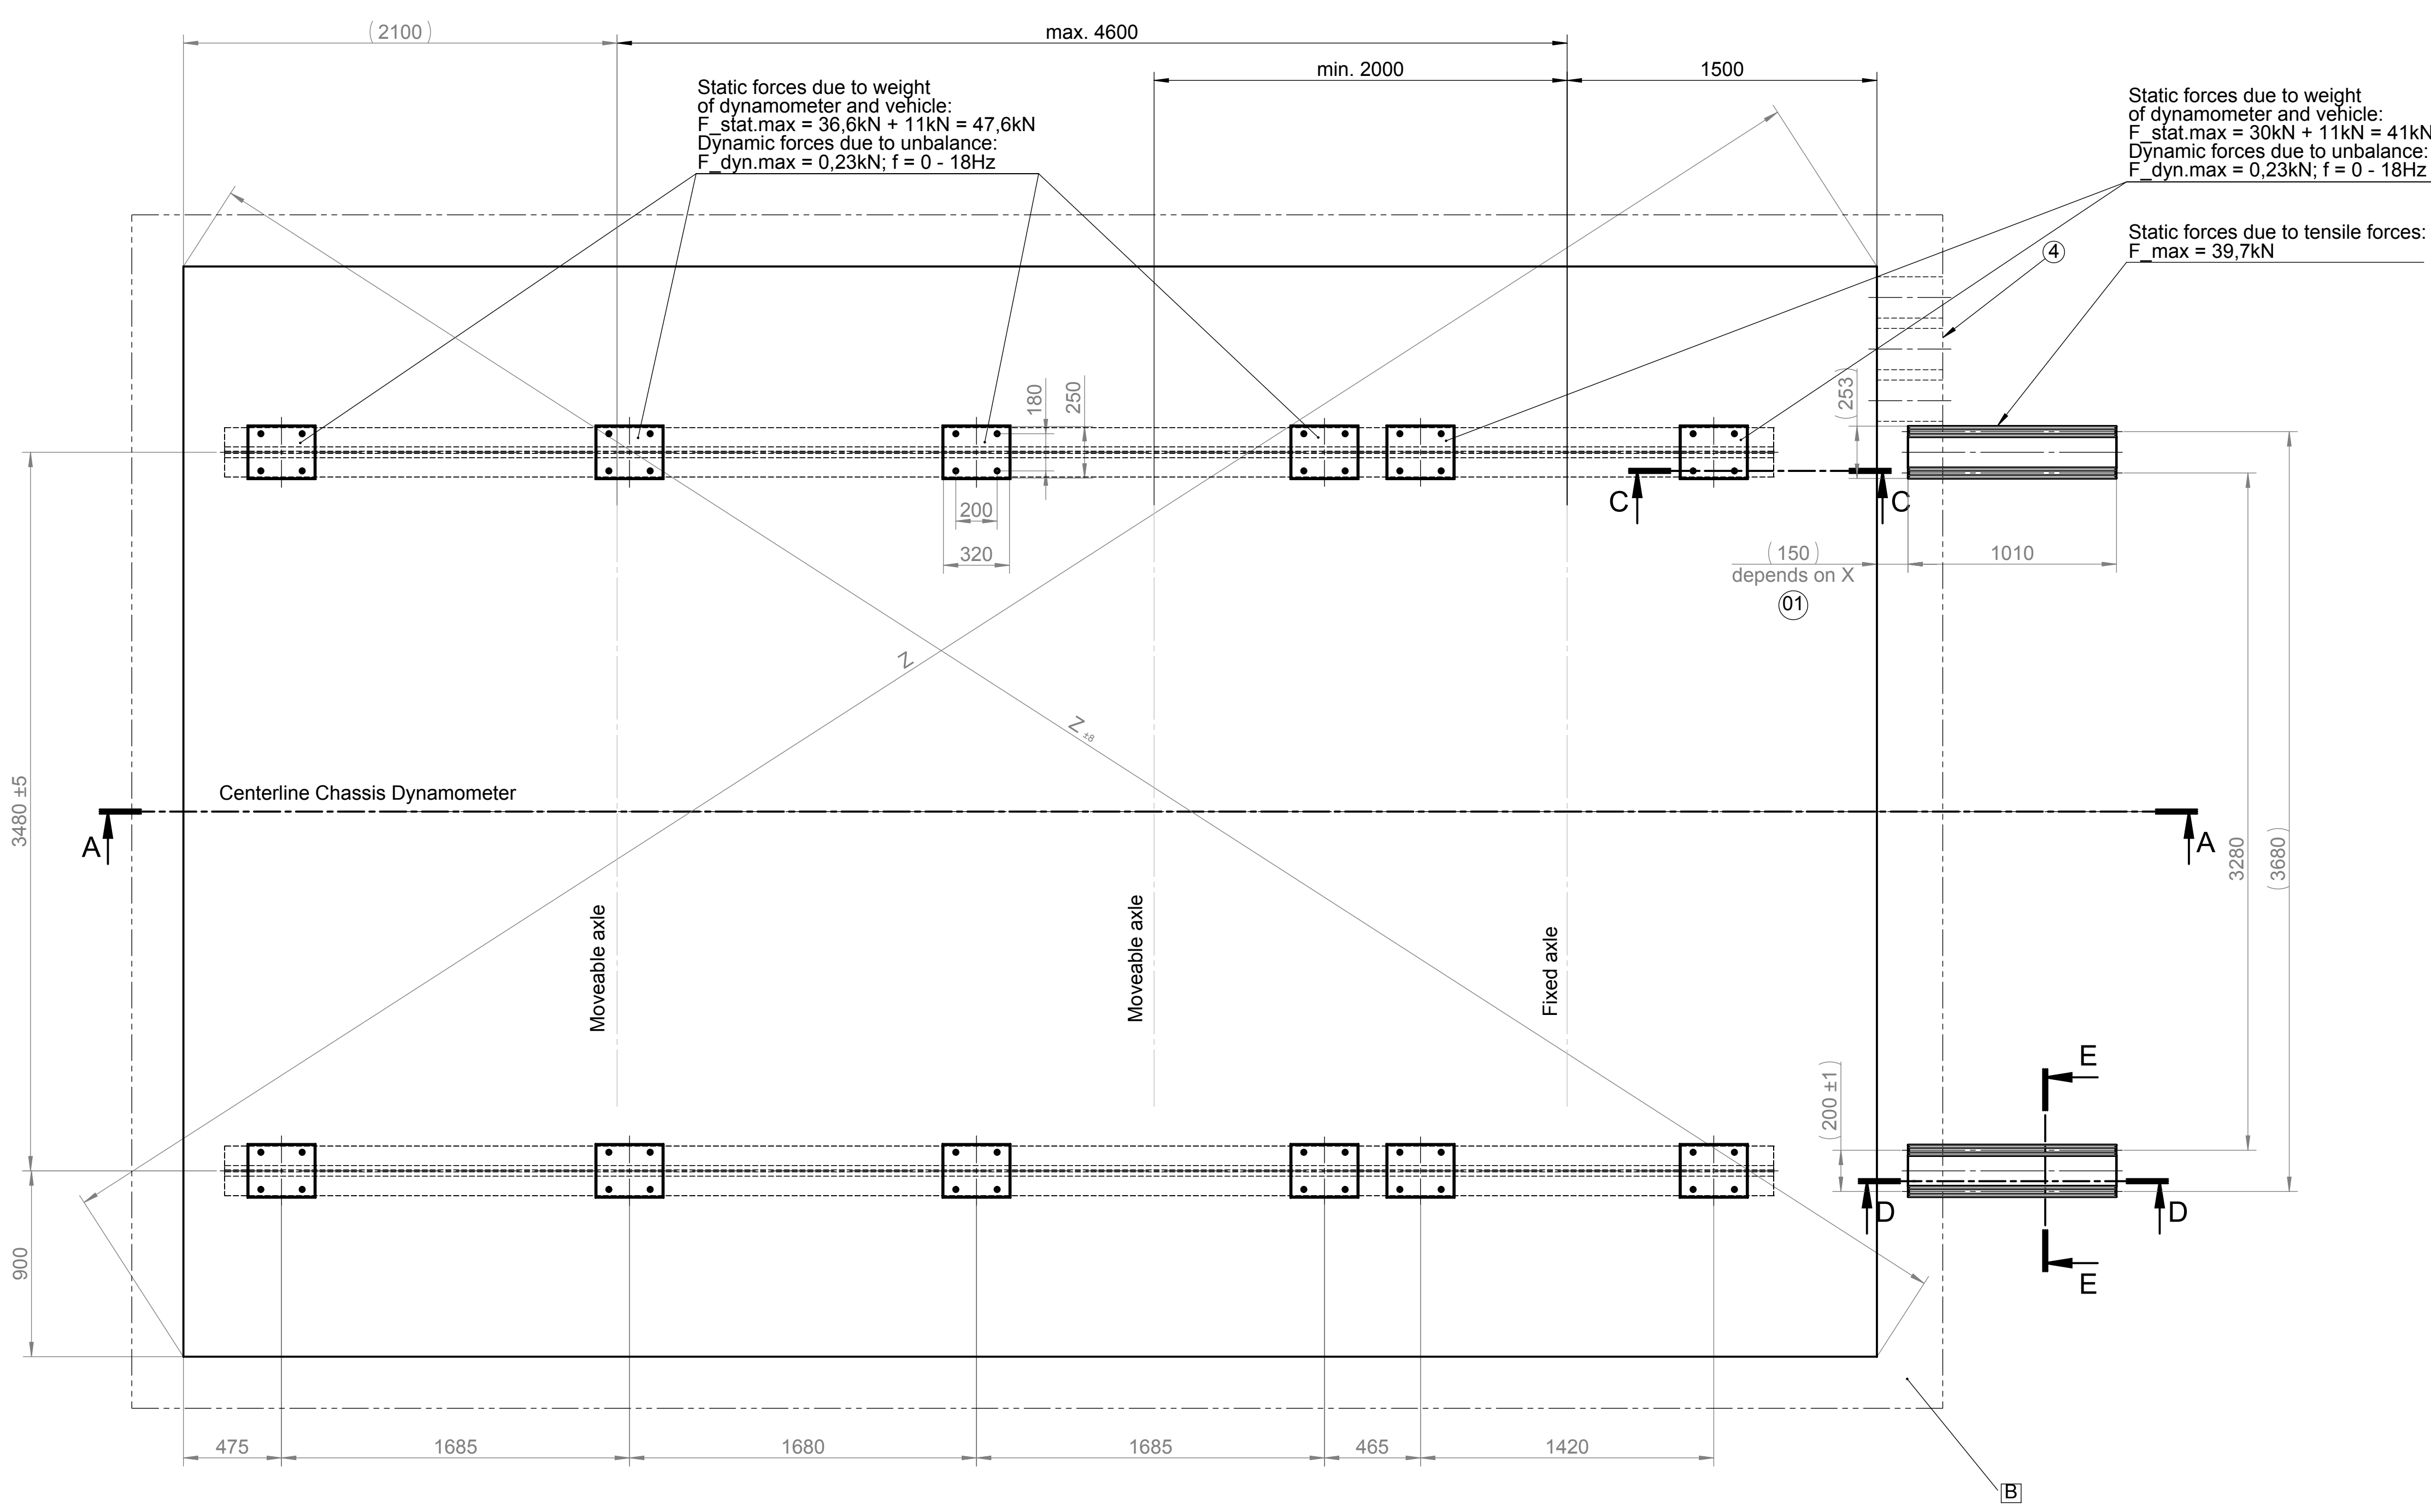 (2100)
max. 4600
min. 2000
1500
Static forces due to weight
of dynamometer and vehicle:
F_stat.max = 36,6kN + 11kN = 47,6kN
Dynamic forces due to unbalance:
F_dyn.max = 0,23kN; f = 0 - 18Hz
Static forces due to weight
of dynamometer and vehicle:
F_stat.max = 30kN + 11kN = 41kN
Dynamic forces due to unbalance:
F_dyn.max = 0,23kN; f = 0 - 18Hz
Static forces due to tensile forces:
F_max = 39,7kN
4
180
250
(253)
200
320
C
C
(150)
depends on X
01
1010
Z
Z ±8
3480 ±5
Centerline Chassis Dynamometer
A
A
3280
(3680)
Moveable axle
Moveable axle
Fixed axle
E
(200 ±1)
D
D
E
900
475
1685
1680
1685
465
1420
B